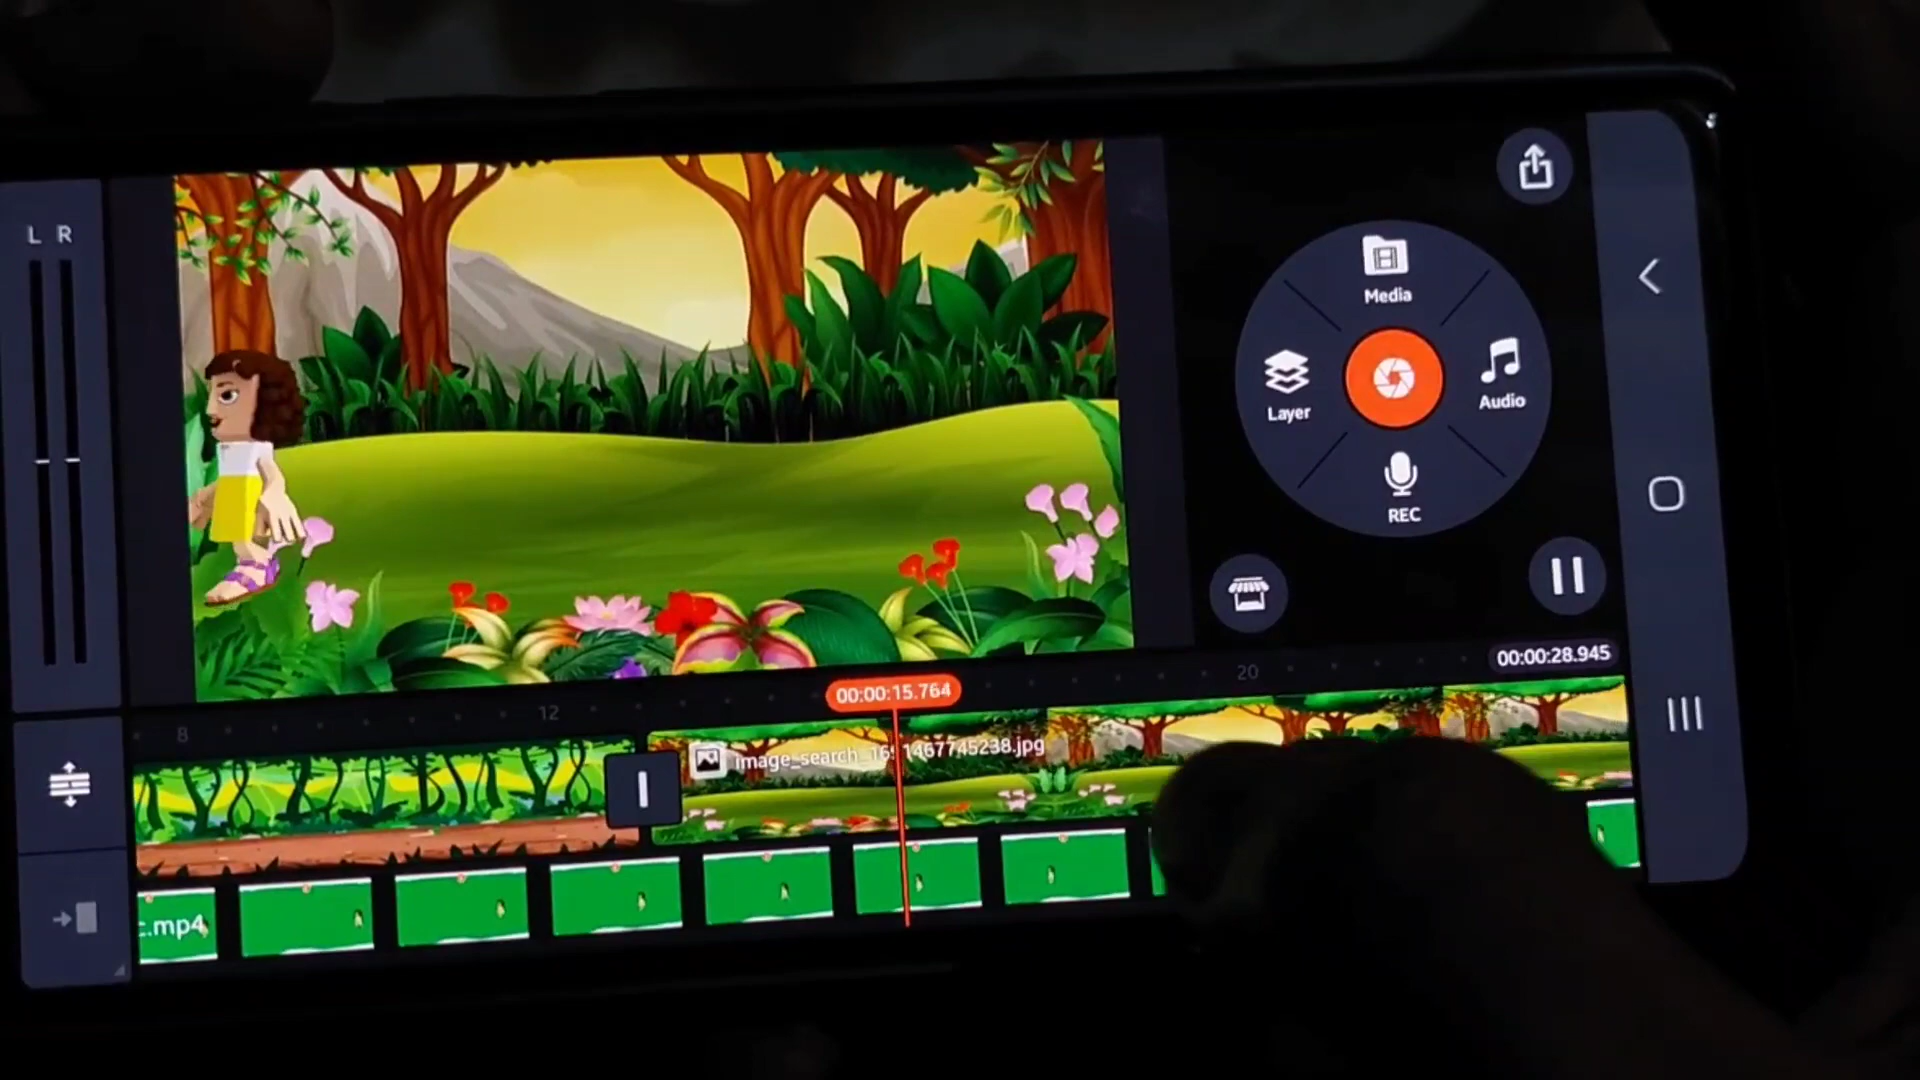 L R
Media
Layer
Audio
REC
00:00:28.945
00:00:15.764
8
12
20
image_search_16
1467745238.jpg
c.mp4